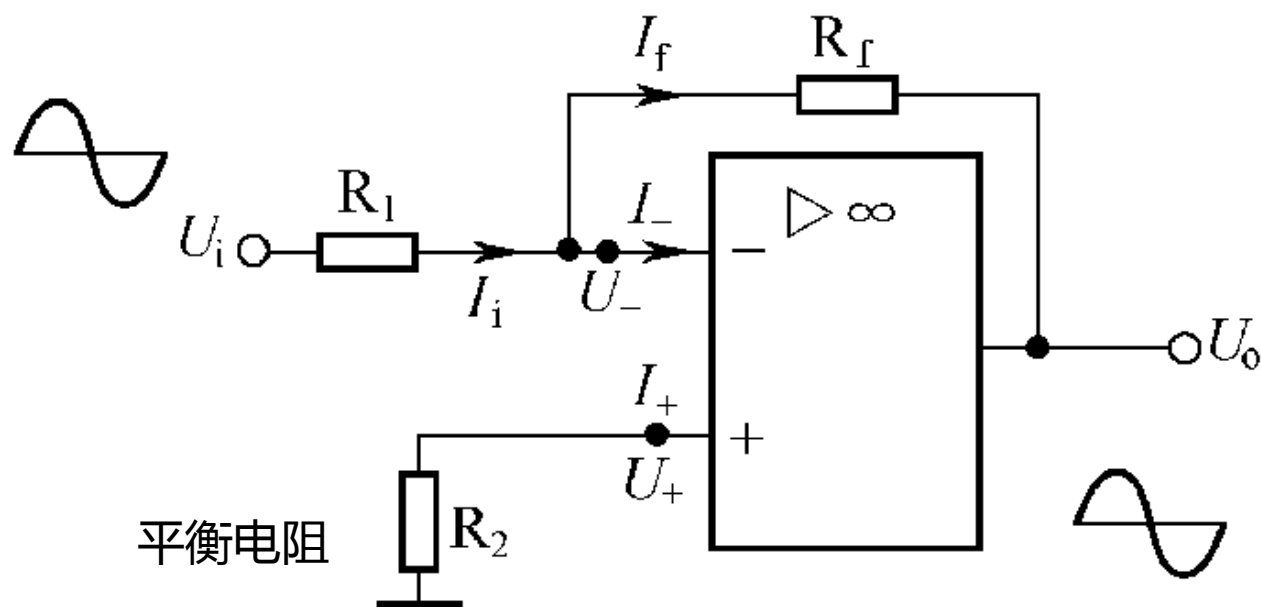 I_f R_f
R_1
▷ ∞
U_i I_i I_- U_- −
U_o
I_+ U_+ +
平衡电阻 R_2